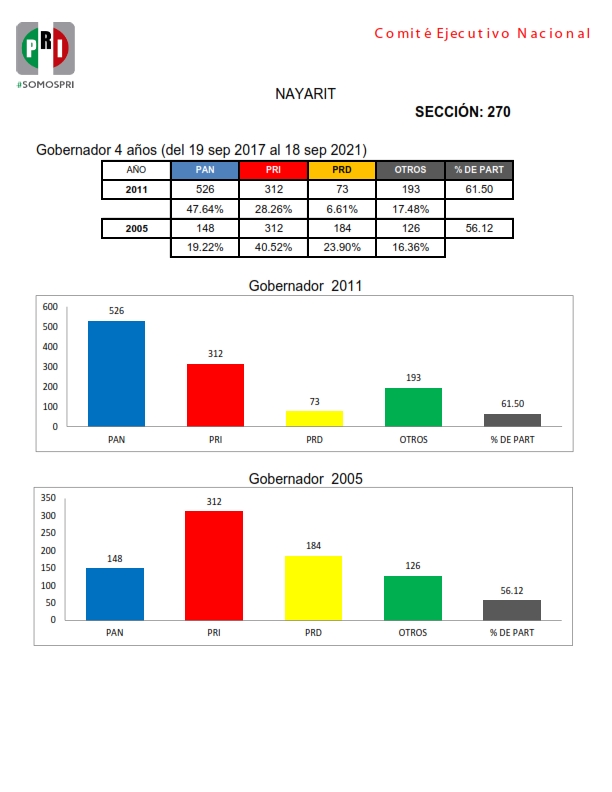 PRI
#SOMOSPRI
Comité Ejecutivo Nacional
NAYARIT
SECCIÓN: 270
Gobernador 4 años (del 19 sep 2017 al 18 sep 2021)
AÑO PAN PRI PRD OTROS % DE PART
2011 526 312 73 193 61.50
47.64% 28.26% 6.61% 17.48%
2005 148 312 184 126 56.12
19.22% 40.52% 23.90% 16.36%
Gobernador 2011
600
500
400
300
200
100
0
526
312
73
193
61.50
PAN PRI PRD OTROS % DE PART
Gobernador 2005
350
300
250
200
150
100
50
0
148
312
184
126
56.12
PAN PRI PRD OTROS % DE PART